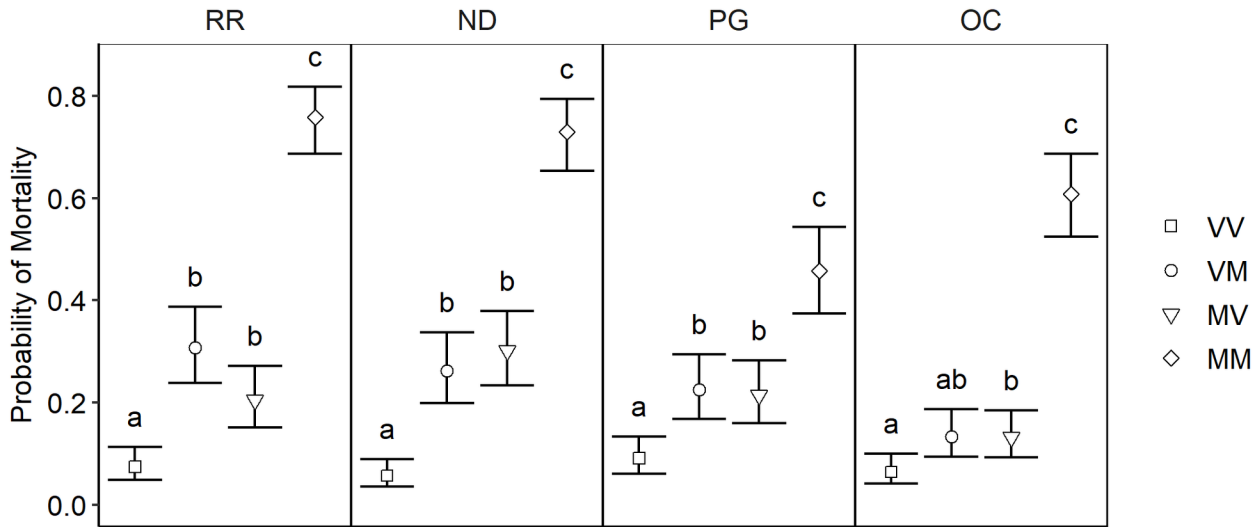 RR ND PG OC
Probability of Mortality
0.8
0.6
0.4
0.2
0.0
a b b c
a b b c
a b b c
a ab b c
VV
VM
MV
MM